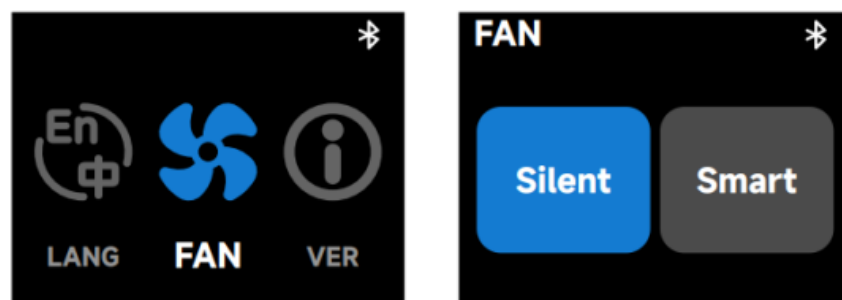 En
中
LANG FAN VER
FAN
Silent Smart